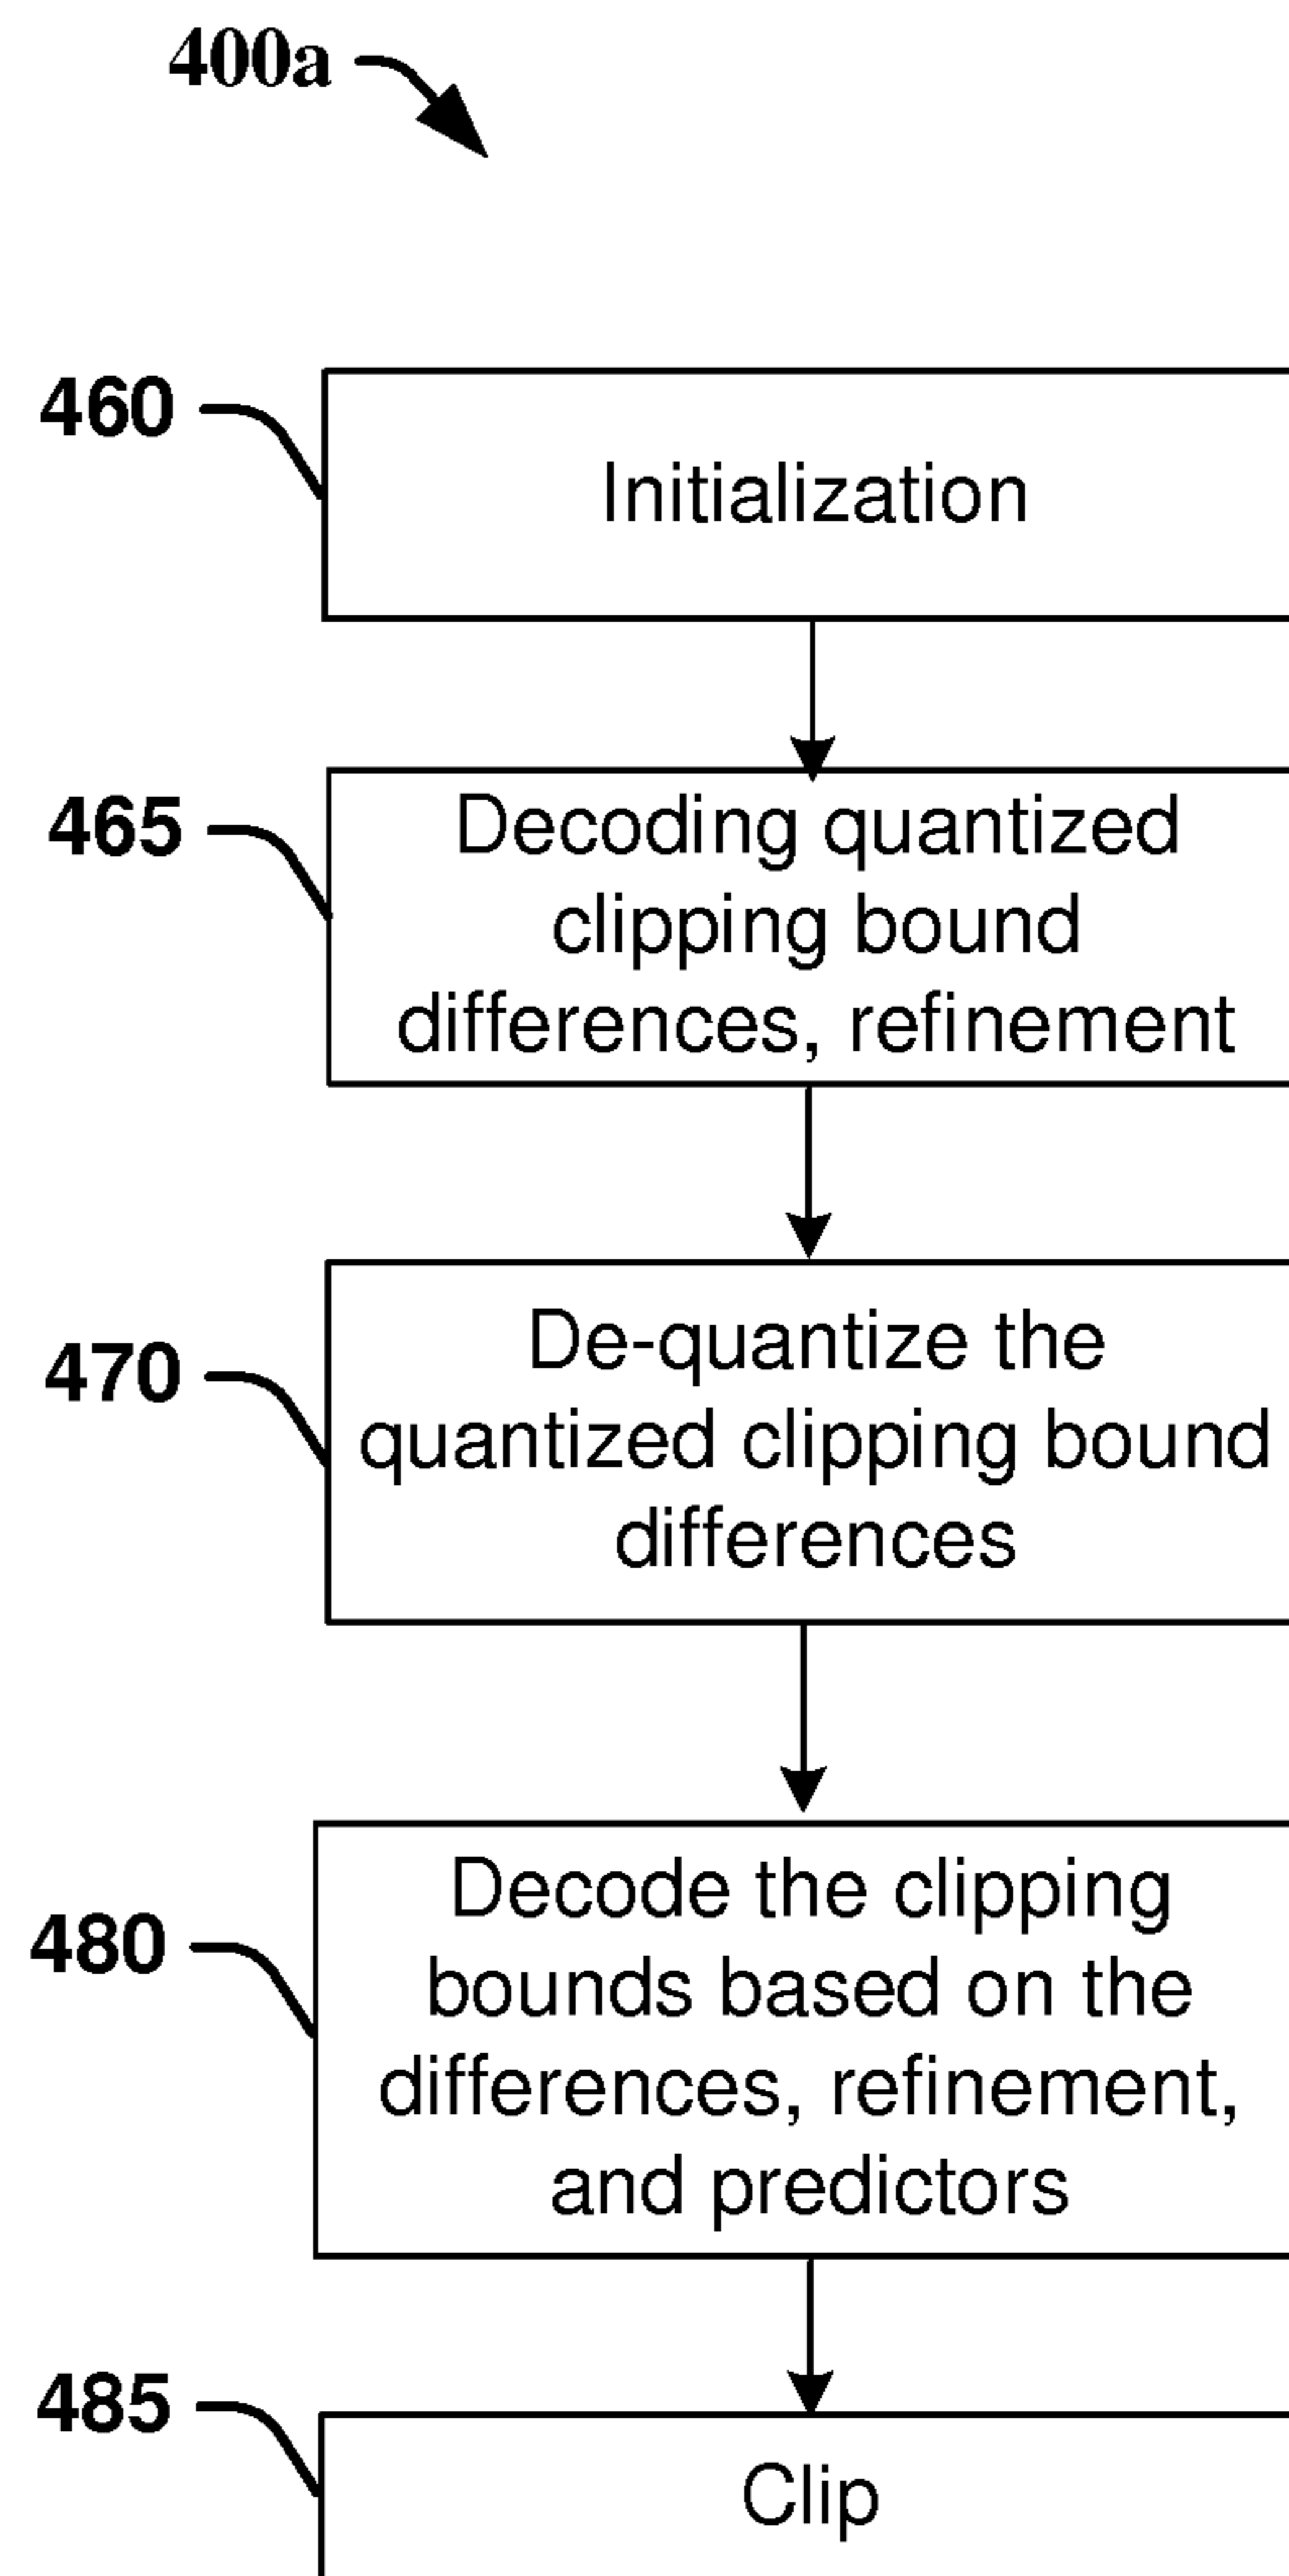 400a
460
Initialization
465
Decoding quantized
clipping bound
differences, refinement
470
De-quantize the
quantized clipping bound
differences
480
Decode the clipping
bounds based on the
differences, refinement,
and predictors
485
Clip